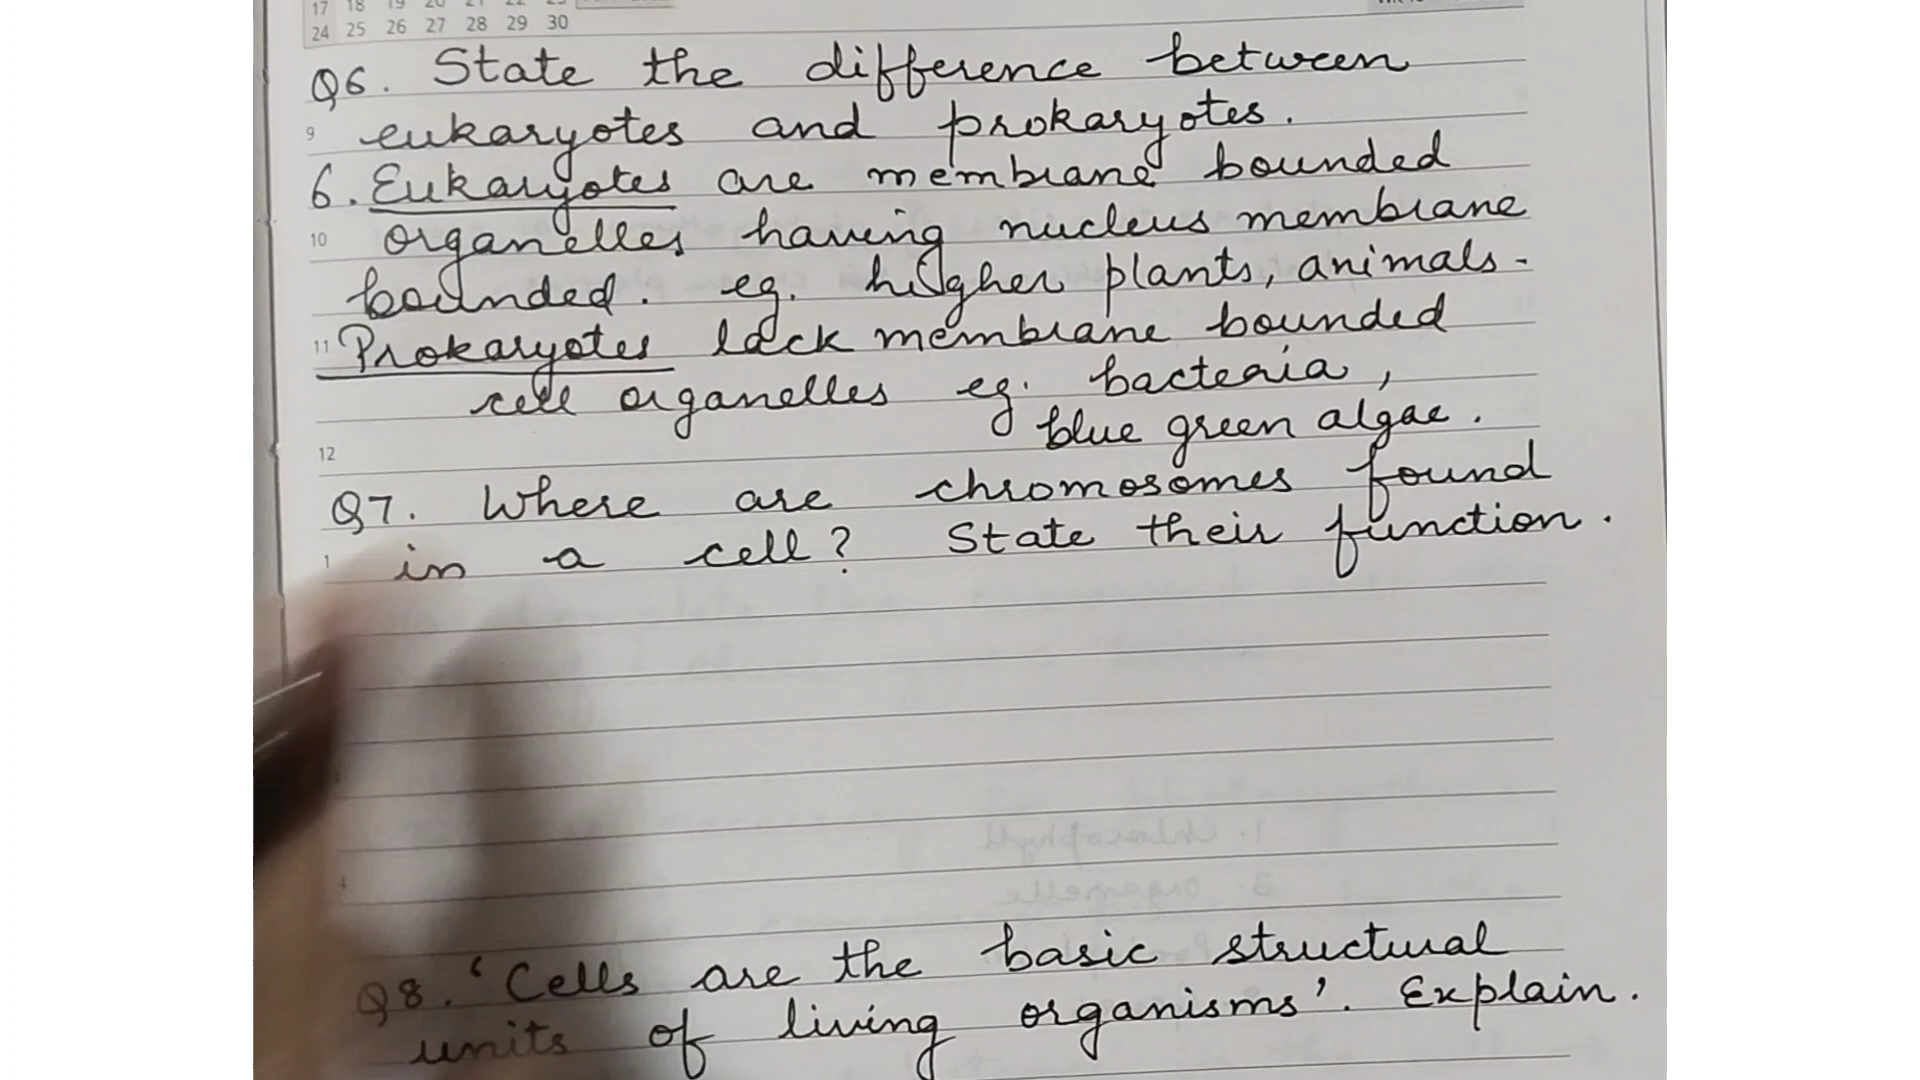 17 18 19 20 21 22 23
24 25 26 27 28 29 30
Q6. State the difference between
9 eukaryotes and prokaryotes.
6. Eukaryotes are membrane bounded
10 organelles having nucleus membrane
bounded. eg. higher plants, animals.
11 Prokaryotes lack membrane bounded
cell organelles eg. bacteria,
blue green algae.
12
Q7. Where are chromosomes found
1 in a cell? State their function.
Q8. 'Cells are the basic structural
units of living organisms'. Explain.